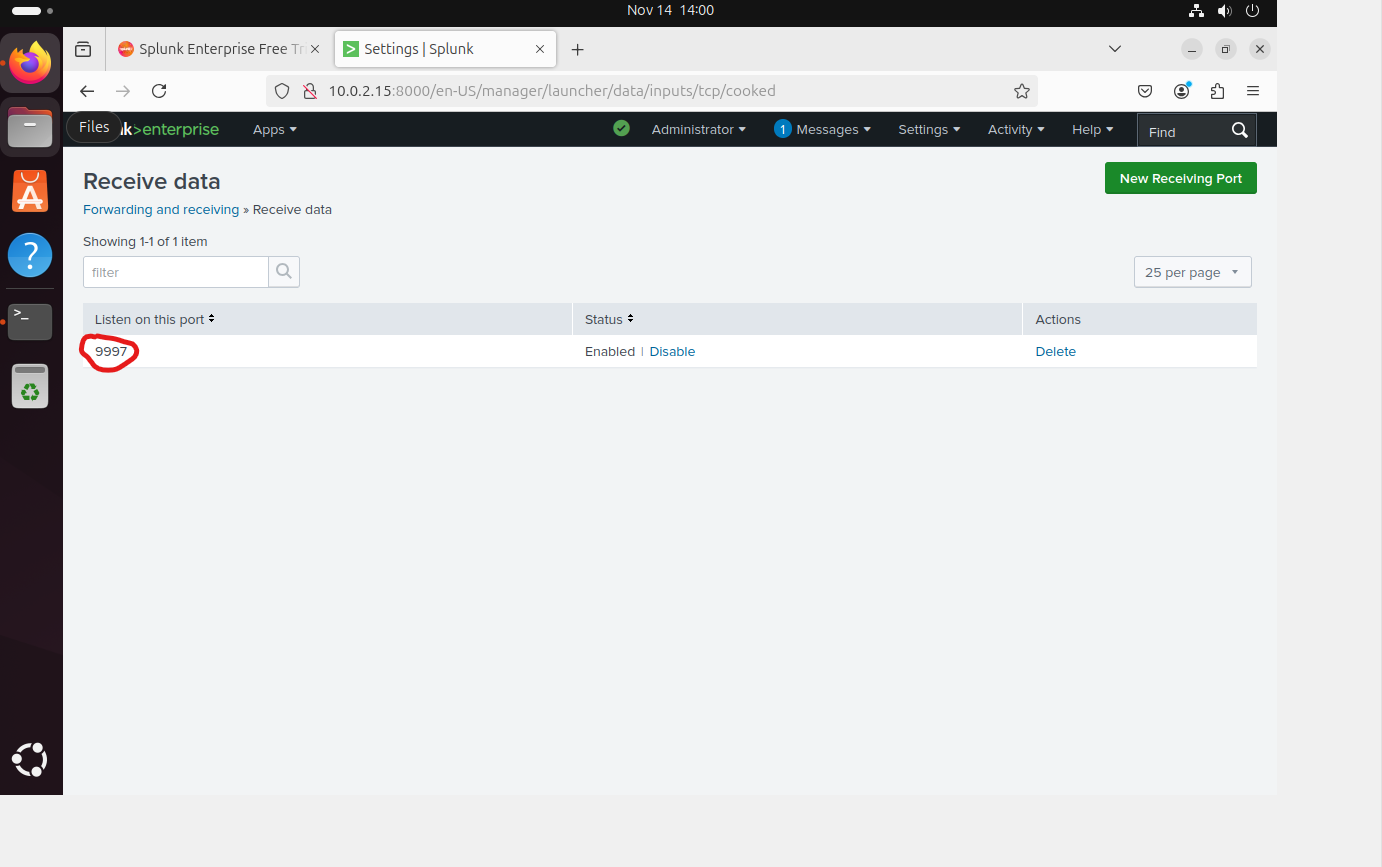 Nov 14 14:00
Splunk Enterprise Free Tri
Settings | Splunk
10.0.2.15:8000/en-US/manager/launcher/data/inputs/tcp/cooked
Files
k>enterprise
Apps
Administrator
1 Messages
Settings
Activity
Help
Find
Receive data
New Receiving Port
Forwarding and receiving » Receive data
Showing 1-1 of 1 item
filter
25 per page
Listen on this port
Status
Actions
9997
Enabled | Disable
Delete